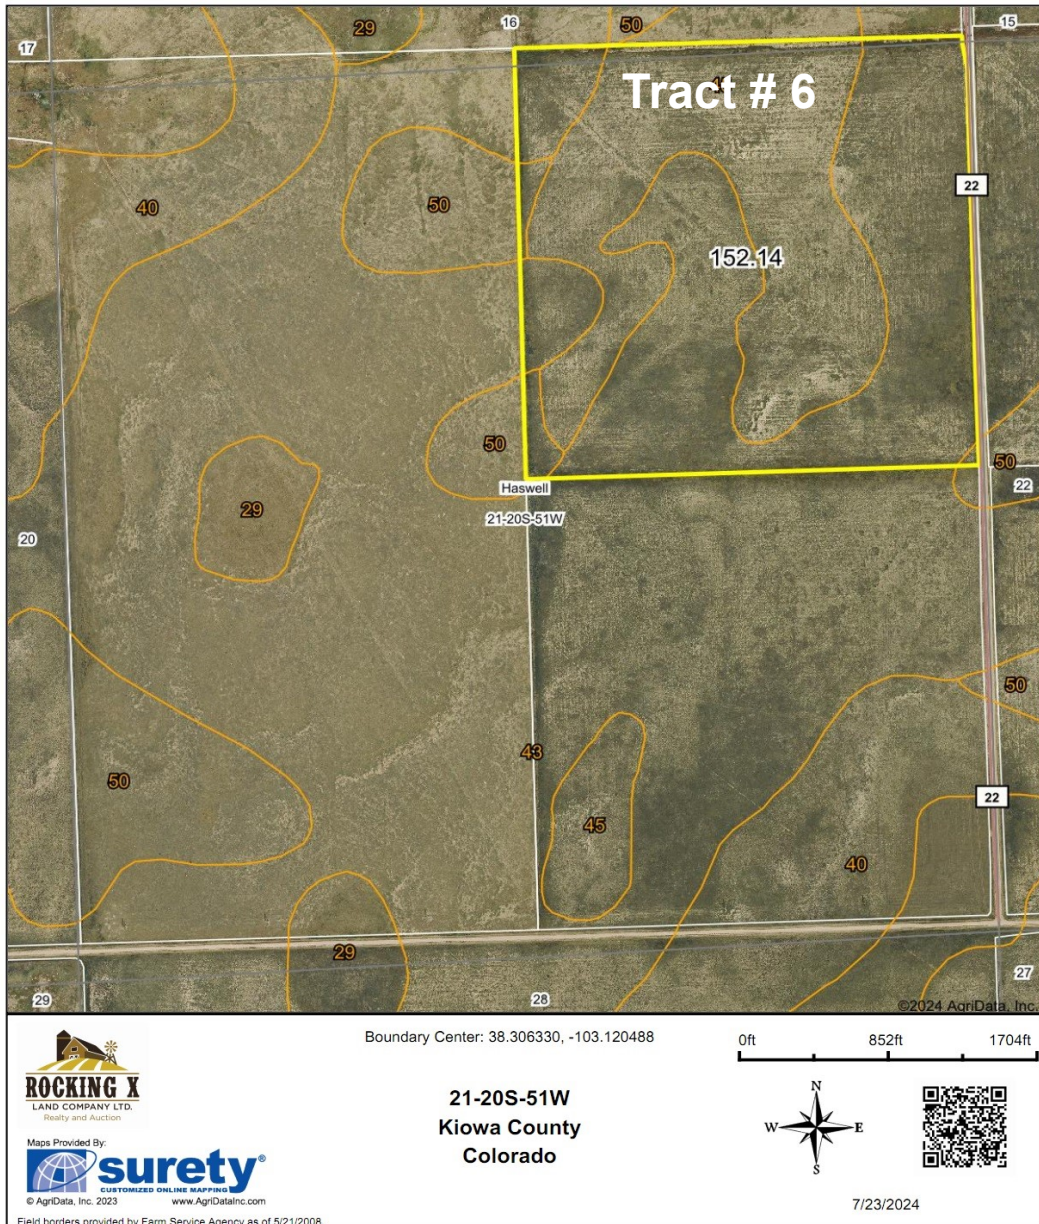 16
50
15
29
17
Tract # 6
22
40
50
152.14
50
50
Haswell
22
29
21-20S-51W
20
50
43
50
22
45
40
29
27
29
28
©2024 AgriData, Inc.
Boundary Center: 38.306330, -103.120488
0ft 852ft 1704ft
ROCKING X
LAND COMPANY LTD.
Realty and Auction
21-20S-51W
Kiowa County
Colorado
N
W E
S
Maps Provided By:
surety®
CUSTOMIZED ONLINE MAPPING
© AgriData, Inc. 2023 www.AgriDataInc.com
7/23/2024
Field borders provided by Farm Service Agency as of 5/21/2008.